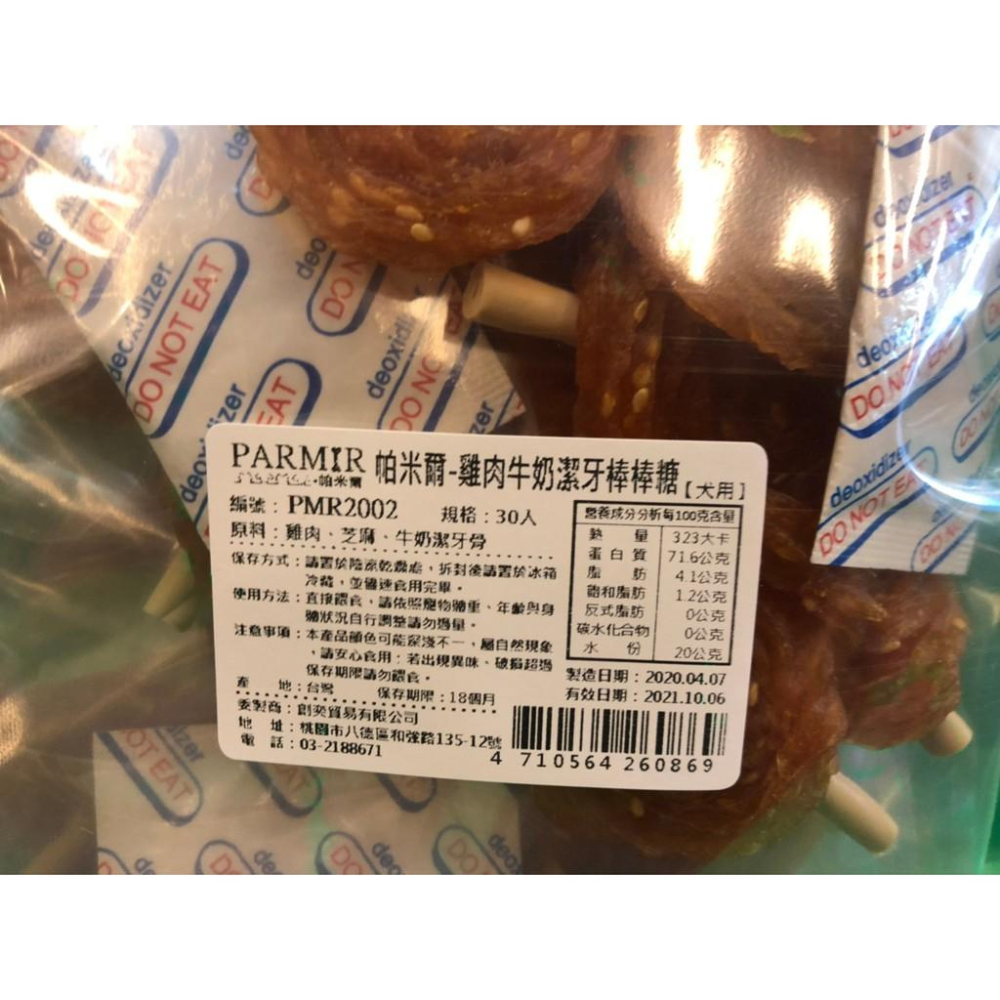 PARMIR 帕米爾-雞肉牛奶潔牙棒棒糖【犬用】
帕米爾
編號：PMR2002 規格：30入
原料：雞肉、芝麻、牛奶潔牙骨
保存方式：請置於陰涼乾燥處，拆封後請置於冰箱
冷藏，並儘速食用完畢。
使用方法：直接餵食，請依照寵物體重、年齡與身
體狀況自行調整請勿過量。
注意事項：本產品顏色可能深淺不一，屬自然現象
，請安心食用；若出現異味、破損超過
保存期限請勿餵食。
產 地：台灣 保存期限：18個月
委製商：創奕貿易有限公司
地 址：桃園市八德區和強路135-12號
電 話：03-2188671
營養成分分析每100克含量
熱 量 323大卡
蛋白質 71.6公克
脂 肪 4.1公克
飽和脂肪 1.2公克
反式脂肪 0公克
碳水化合物 0公克
水 份 20公克
製造日期：2020.04.07
有效日期：2021.10.06
4 710564 260869
deoxidizer
DO NOT EAT
deoxidizer
DO NOT EAT